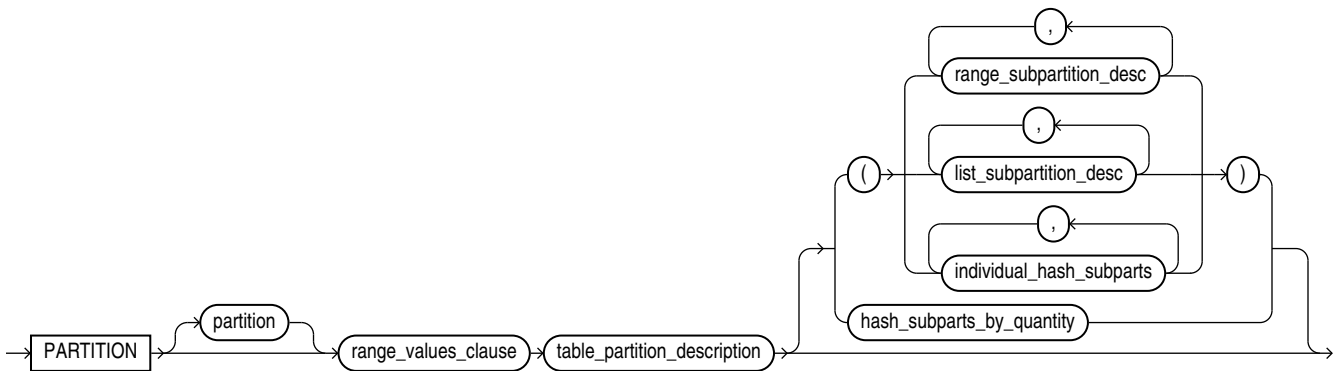 ,
range_subpartition_desc
,
( list_subpartition_desc )
,
individual_hash_subparts
partition hash_subparts_by_quantity
PARTITION range_values_clause table_partition_description